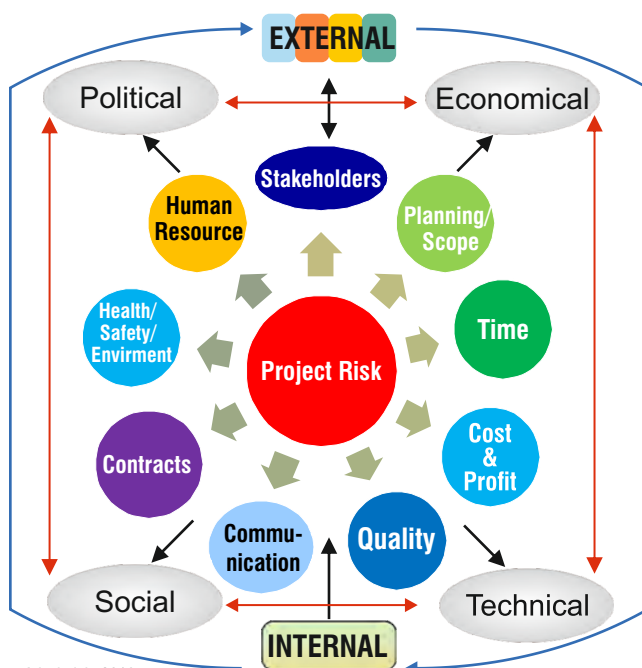 EXTERNAL
Political
Economical
Stakeholders
Human
Resource
Planning/
Scope
Health/
Safety/
Envirment
Time
Project Risk
Contracts
Cost
&
Profit
Commu-
nication
Quality
Social
Technical
INTERNAL